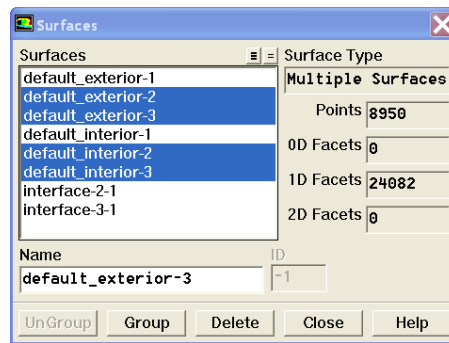 Surfaces
Surfaces
default_exterior-1
default_exterior-2
default_exterior-3
default_interior-1
default_interior-2
default_interior-3
interface-2-1
interface-3-1
Surface Type
Multiple Surfaces
Points 8950
0D Facets 0
1D Facets 24082
2D Facets 0
Name
default_exterior-3
ID
-1
UnGroup Group Delete Close Help